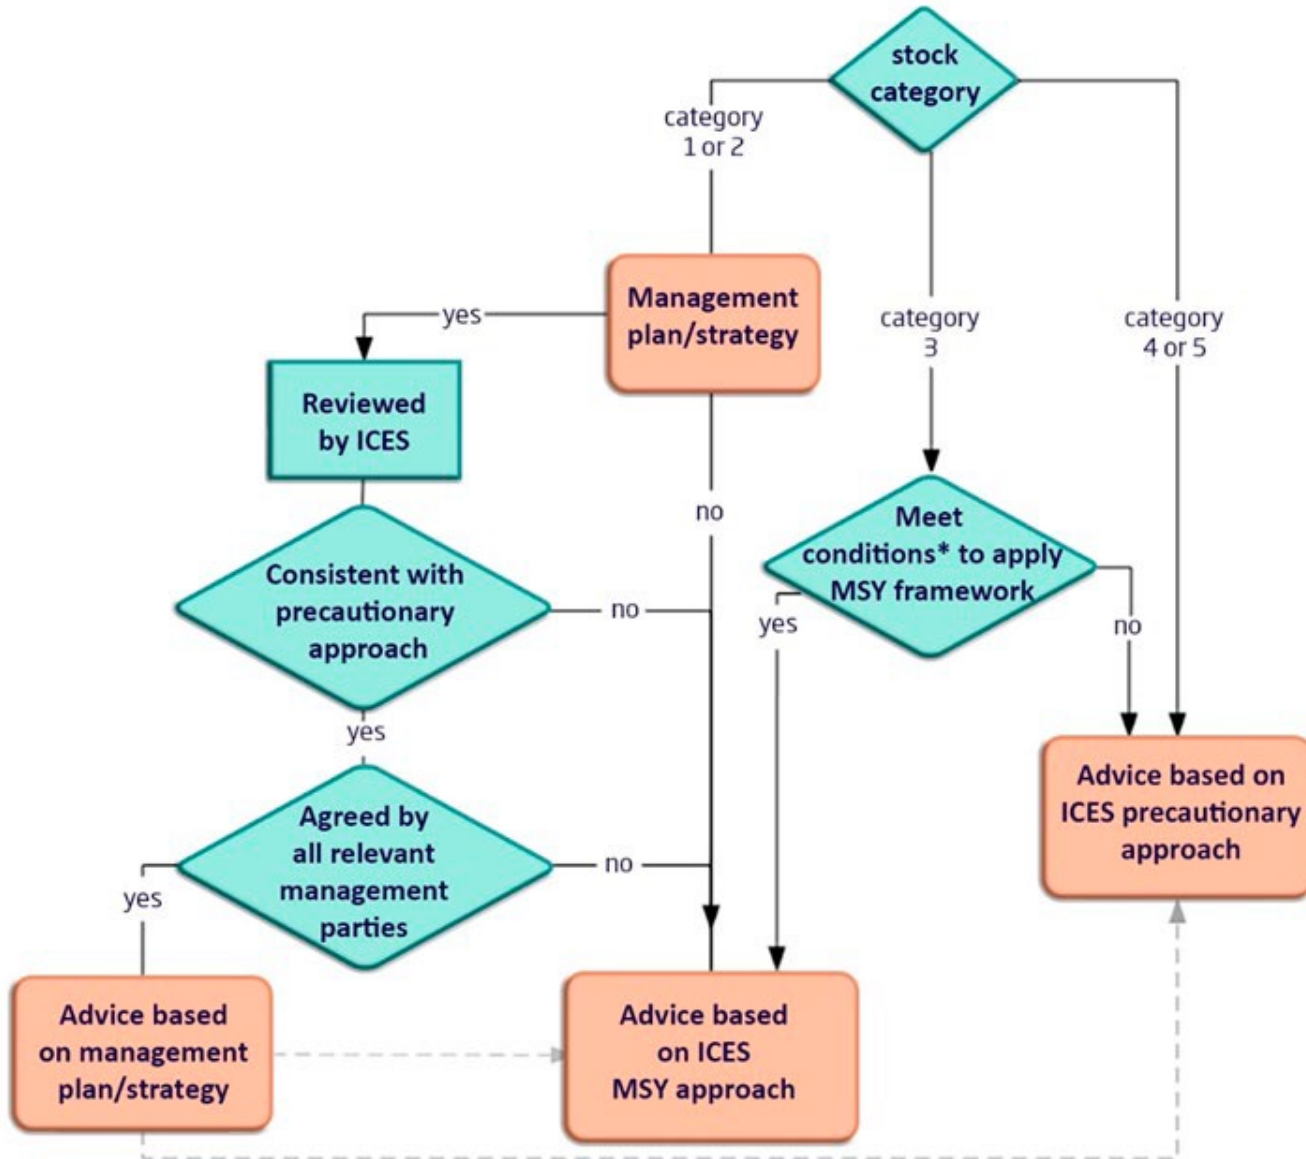 stock
category
category
1 or 2
Management
plan/strategy
yes
category
3
category
4 or 5
Reviewed
by ICES
no
Meet
conditions* to apply
MSY framework
Consistent with
precautionary
approach
no
yes
no
yes
Advice based on
ICES precautionary
approach
Agreed by
all relevant
management
parties
no
yes
Advice based
on management
plan/strategy
Advice based
on ICES
MSY approach